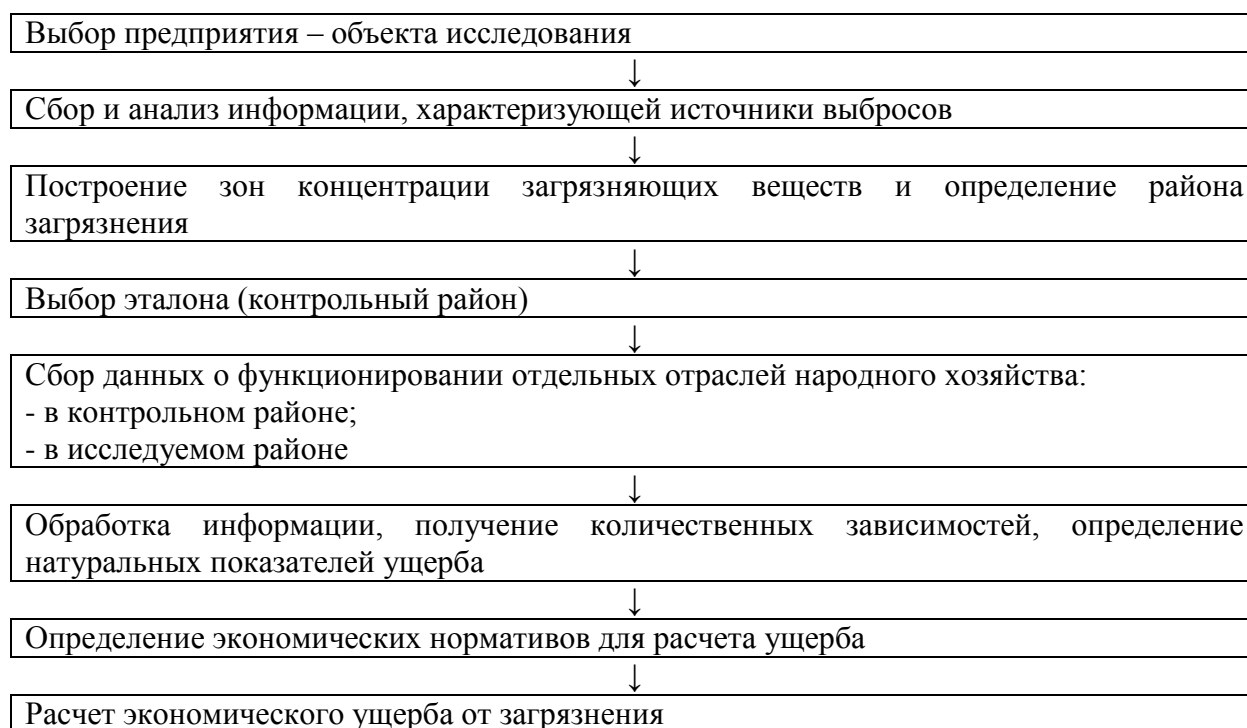 Выбор предприятия – объекта исследования
↓
Сбор и анализ информации, характеризующей источники выбросов
↓
Построение зон концентрации загрязняющих веществ и определение района
загрязнения
↓
Выбор эталона (контрольный район)
↓
Сбор данных о функционировании отдельных отраслей народного хозяйства:
- в контрольном районе;
- в исследуемом районе
↓
Обработка информации, получение количественных зависимостей, определение
натуральных показателей ущерба
↓
Определение экономических нормативов для расчета ущерба
↓
Расчет экономического ущерба от загрязнения